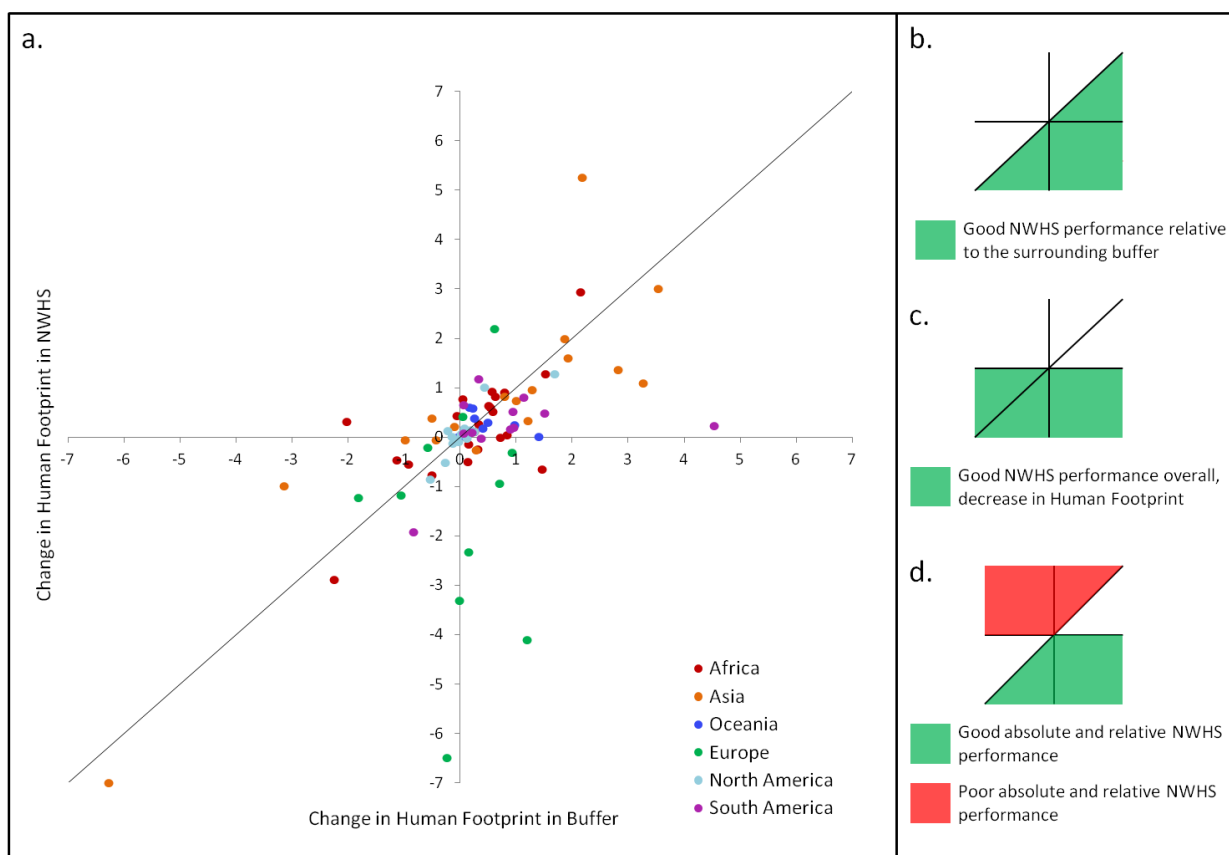 a.
Change in Human Footprint in NWHS
7
6
5
4
3
2
1
0
-1
-2
-3
-4
-5
-6
-7
-7 -6 -5 -4 -3 -2 -1 0 1 2 3 4 5 6 7
Change in Human Footprint in Buffer
Africa
Asia
Oceania
Europe
North America
South America
b.
Good NWHS performance relative
to the surrounding buffer
c.
Good NWHS performance overall,
decrease in Human Footprint
d.
Good absolute and relative NWHS
performance
Poor absolute and relative NWHS
performance